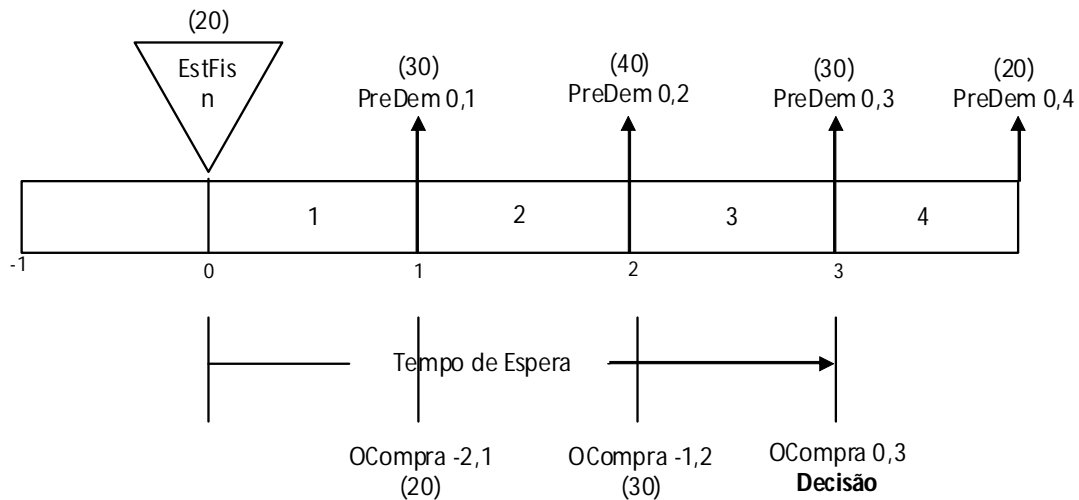 (20)
EstFis
n
(30)
PreDem 0,1
(40)
PreDem 0,2
(30)
PreDem 0,3
(20)
PreDem 0,4
1
2
3
4
-1
0
1
2
3
Tempo de Espera
OCompra -2,1
(20)
OCompra -1,2
(30)
OCompra 0,3
Decisão